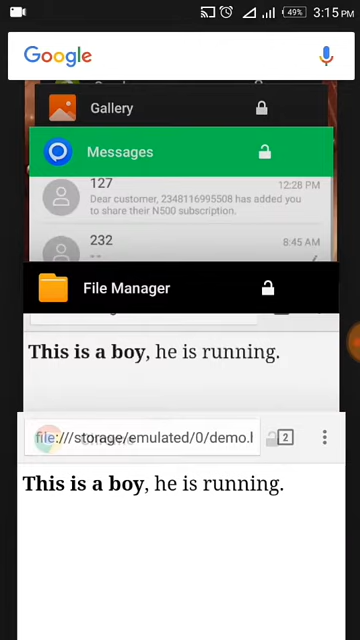 49% 3:15 PM
Google
Gallery
Messages
127 12:28 PM
Dear customer, 2348116995508 has added you
to share their N500 subscription.
232 8:45 AM
--
File Manager
This is a boy, he is running.
file:///storage/emulated/0/demo.l 2
This is a boy, he is running.